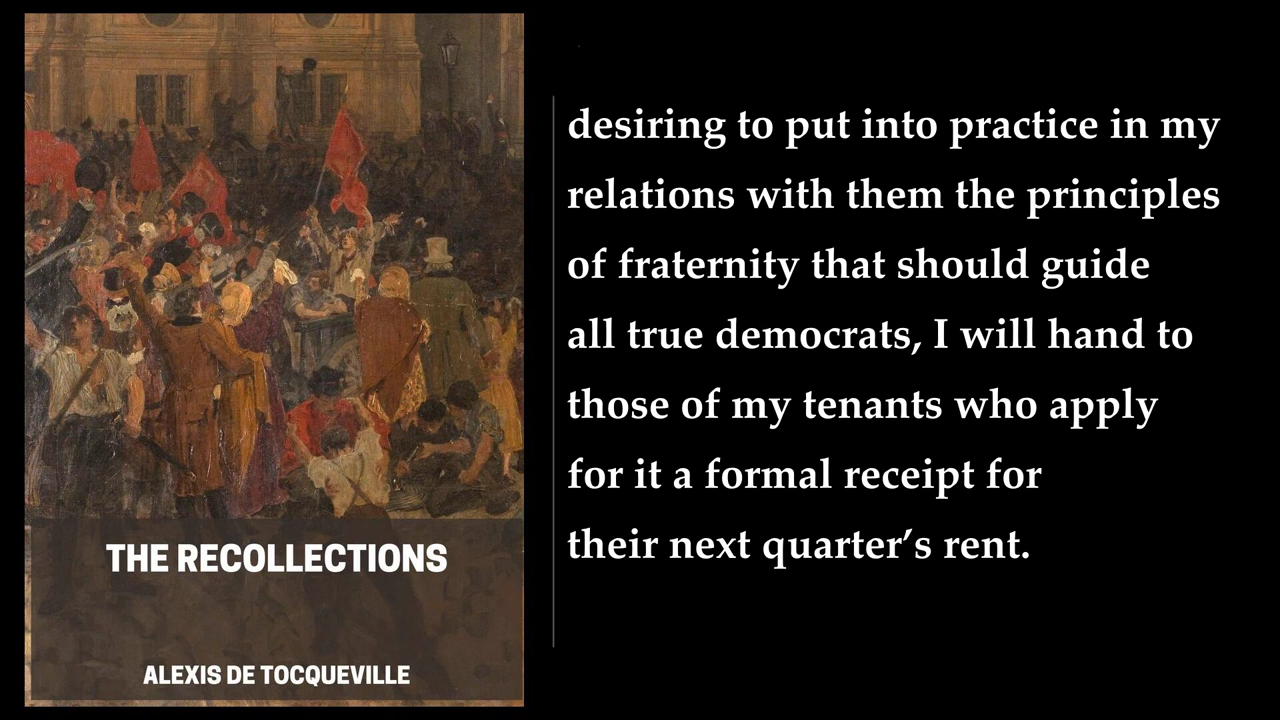 THE RECOLLECTIONS
ALEXIS DE TOCQUEVILLE
desiring to put into practice in my
relations with them the principles
of fraternity that should guide
all true democrats, I will hand to
those of my tenants who apply
for it a formal receipt for
their next quarter’s rent.